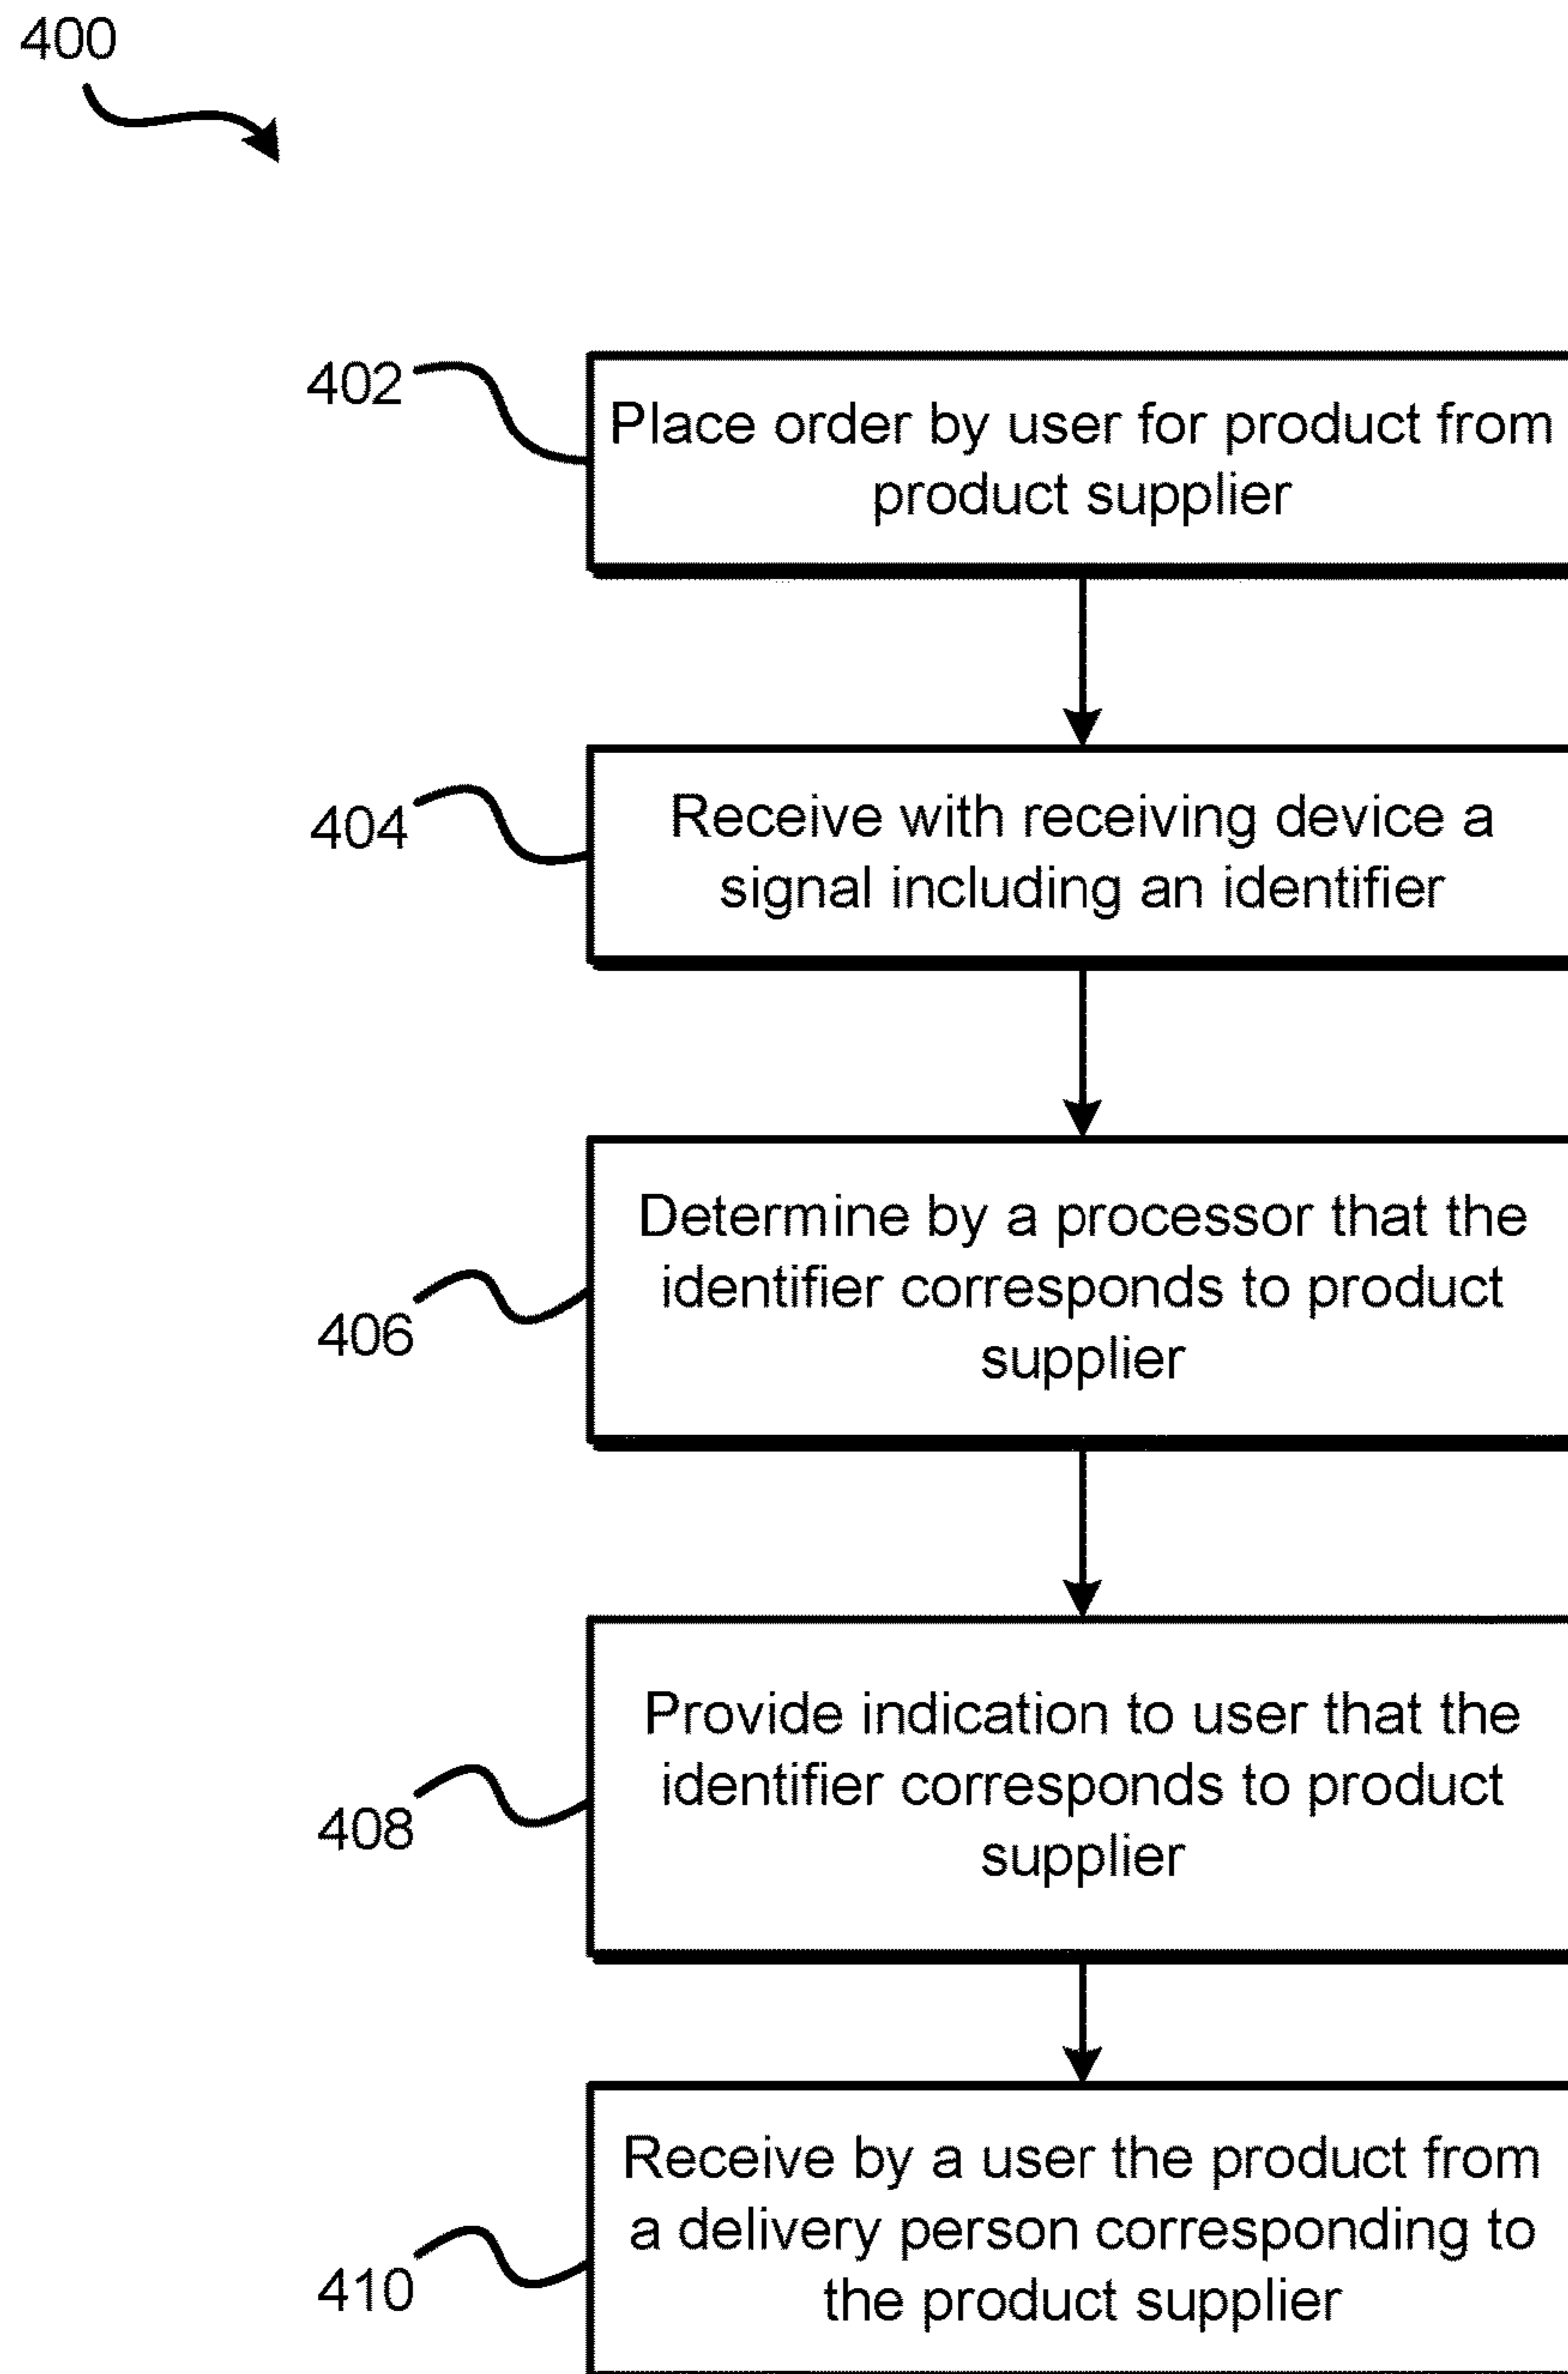 400
402
Place order by user for product from
product supplier
404
Receive with receiving device a
signal including an identifier
406
Determine by a processor that the
identifier corresponds to product
supplier
408
Provide indication to user that the
identifier corresponds to product
supplier
410
Receive by a user the product from
a delivery person corresponding to
the product supplier